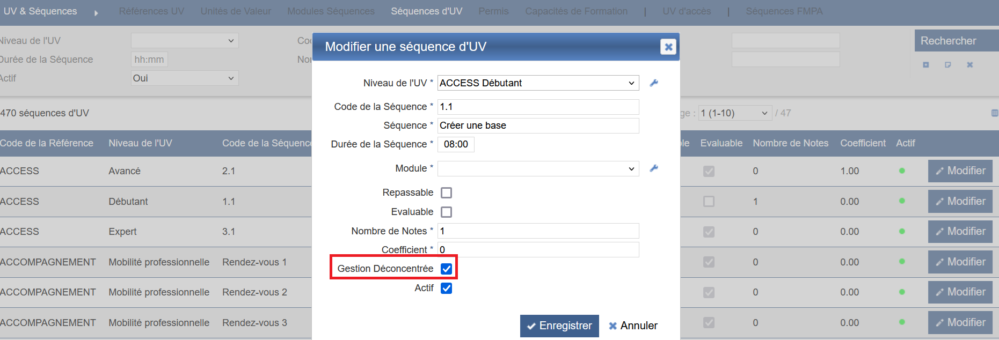 UV & Séquences Références UV Unités de Valeur Modules Séquences Séquences d'UV Permis Capacités de Formation | UV d'accès | Séquences FMPA
Niveau de l'UV
Durée de la Séquence hh:mm
Actif Oui
Rechercher
470 séquences d'UV
1 (1-10) / 47
Code de la Référence Niveau de l'UV Code de la Séquence Evaluable Nombre de Notes Coefficient Actif
ACCESS Avancé 2.1 0 1.00 Modifier
ACCESS Débutant 1.1 1 0.00 Modifier
ACCESS Expert 3.1 0 0.00 Modifier
ACCOMPAGNEMENT Mobilité professionnelle Rendez-vous 1 0 0.00 Modifier
ACCOMPAGNEMENT Mobilité professionnelle Rendez-vous 2 0 0.00 Modifier
ACCOMPAGNEMENT Mobilité professionnelle Rendez-vous 3 0 0.00 Modifier
Modifier une séquence d'UV
Niveau de l'UV * ACCESS Débutant
Code de la Séquence * 1.1
Séquence * Créer une base
Durée de la Séquence * 08:00
Module *
Repassable
Evaluable
Nombre de Notes * 1
Coefficient * 0
Gestion Déconcentrée
Actif
Enregistrer Annuler